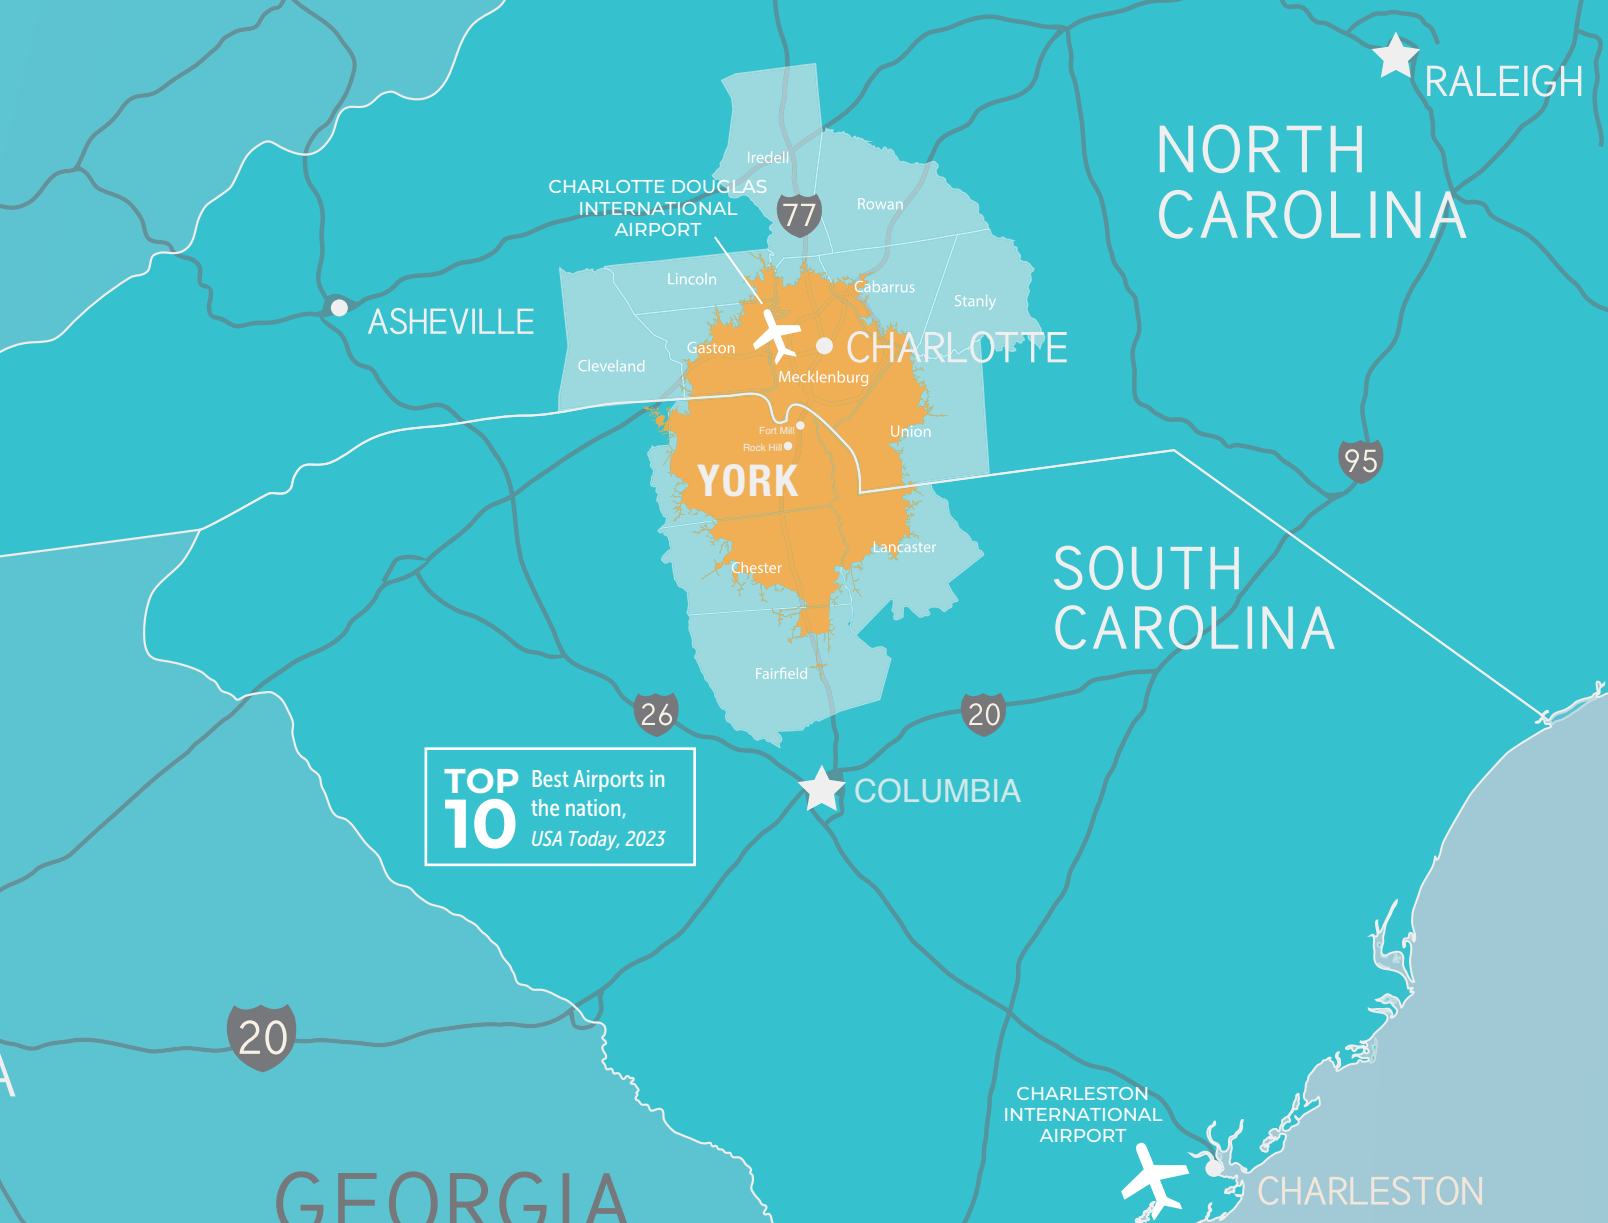 RALEIGH
NORTH
CAROLINA
Iredell
CHARLOTTE DOUGLAS
INTERNATIONAL
AIRPORT
77
Rowan
Lincoln
Cabarrus
Stanly
ASHEVILLE
Gaston
CHARLOTTE
Cleveland
Mecklenburg
Fort Mill
Union
Rock Hill
YORK
95
Lancaster
Chester
SOUTH
CAROLINA
Fairfield
26
20
TOP
10
Best Airports in
the nation,
USA Today, 2023
COLUMBIA
20
A
CHARLESTON
INTERNATIONAL
AIRPORT
CHARLESTON
GEORGIA